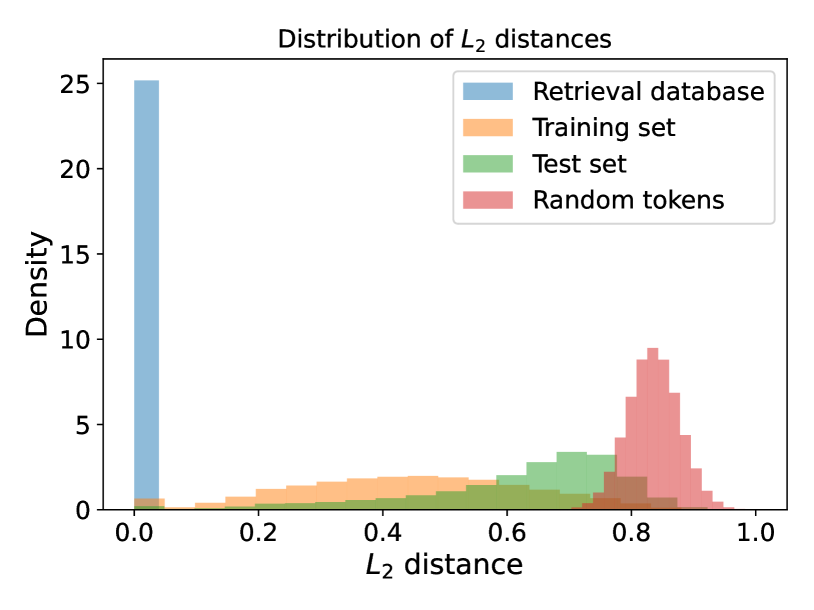 Distribution of L₂ distances
Density
25
20
15
10
5
0
Retrieval database
Training set
Test set
Random tokens
0.0 0.2 0.4 0.6 0.8 1.0
L₂ distance